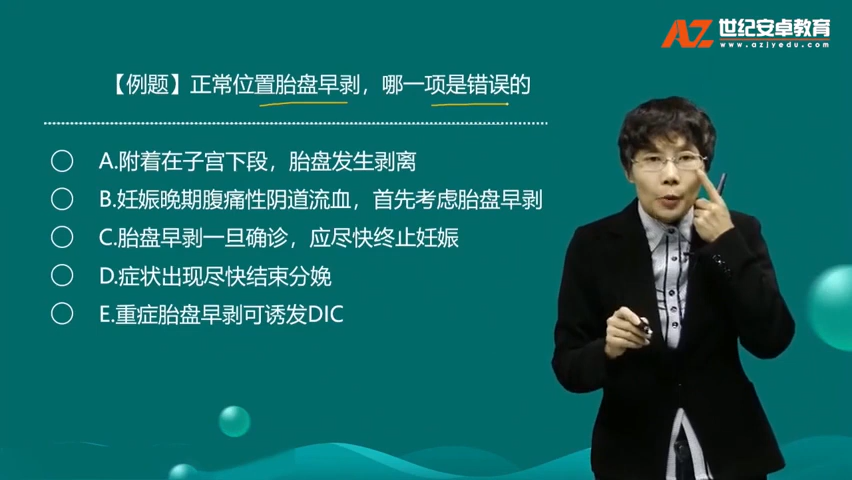 AZ 世纪安卓教育
www.azjyedu.com
【例题】正常位置胎盘早剥，哪一项是错误的
A.附着在子宫下段，胎盘发生剥离
B.妊娠晚期腹痛性阴道流血，首先考虑胎盘早剥
C.胎盘早剥一旦确诊，应尽快终止妊娠
D.症状出现尽快结束分娩
E.重症胎盘早剥可诱发DIC